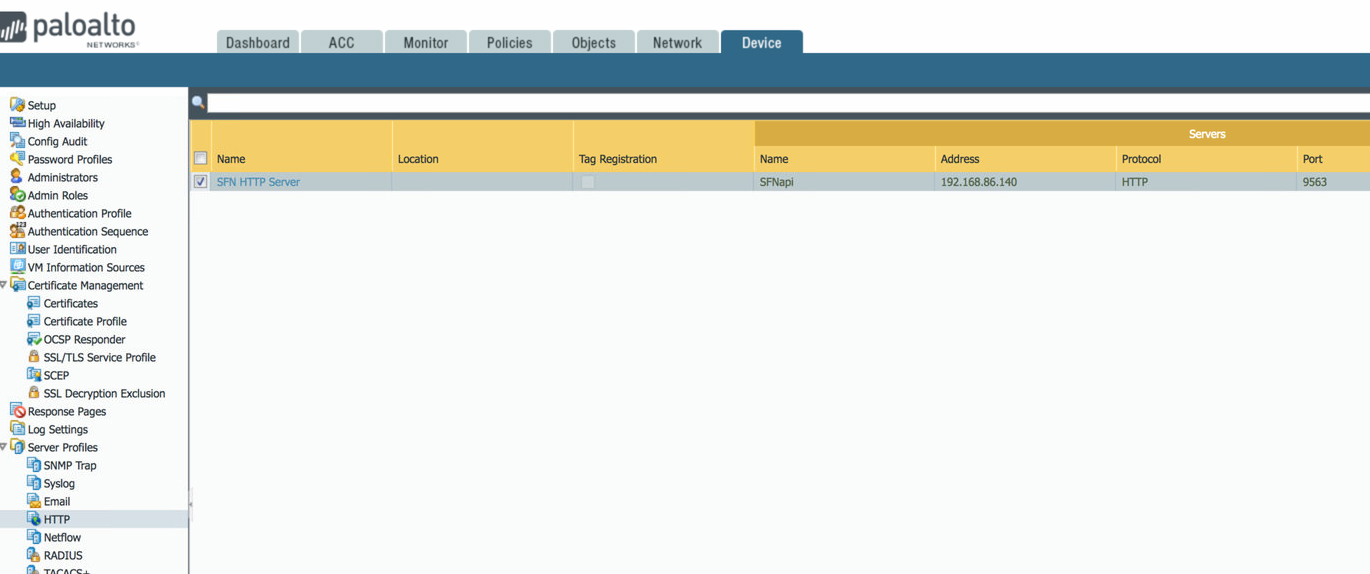 paloalto
NETWORKS®
Dashboard ACC Monitor Policies Objects Network Device
Setup
High Availability
Config Audit
Password Profiles
Administrators
Admin Roles
Authentication Profile
Authentication Sequence
User Identification
VM Information Sources
Certificate Management
Certificates
Certificate Profile
OCSP Responder
SSL/TLS Service Profile
SCEP
SSL Decryption Exclusion
Response Pages
Log Settings
Server Profiles
SNMP Trap
Syslog
Email
HTTP
Netflow
RADIUS
TACACS+
Servers
Name Location Tag Registration Name Address Protocol Port
SFN HTTP Server SFNapi 192.168.86.140 HTTP 9563